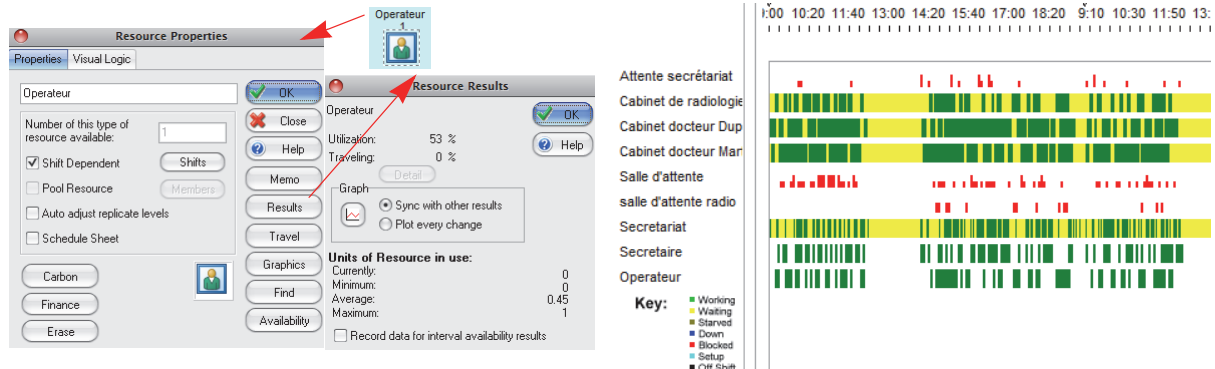 Operateur
1
Resource Properties
Properties Visual Logic
Operateur
Number of this type of
resource available:
1
Shift Dependent
Shifts
Pool Resource
Members
Auto adjust replicate levels
Schedule Sheet
Carbon
Finance
Erase
OK
Close
Help
Memo
Results
Travel
Graphics
Find
Availability
Resource Results
Operateur
OK
Utilization: 53 %
Help
Traveling: 0 %
Detail
Graph
Sync with other results
Plot every change
Units of Resource in use:
Currently: 0
Minimum: 0
Average: 0.45
Maximum: 1
Record data for interval availability results
):00 10:20 11:40 13:00 14:20 15:40 17:00 18:20 9:10 10:30 11:50 13:
Attente secrétariat
Cabinet de radiologie
Cabinet docteur Dup
Cabinet docteur Mar
Salle d'attente
salle d'attente radio
Secretariat
Secretaire
Operateur
Key:
Working
Waiting
Starved
Down
Blocked
Setup
Off Shift